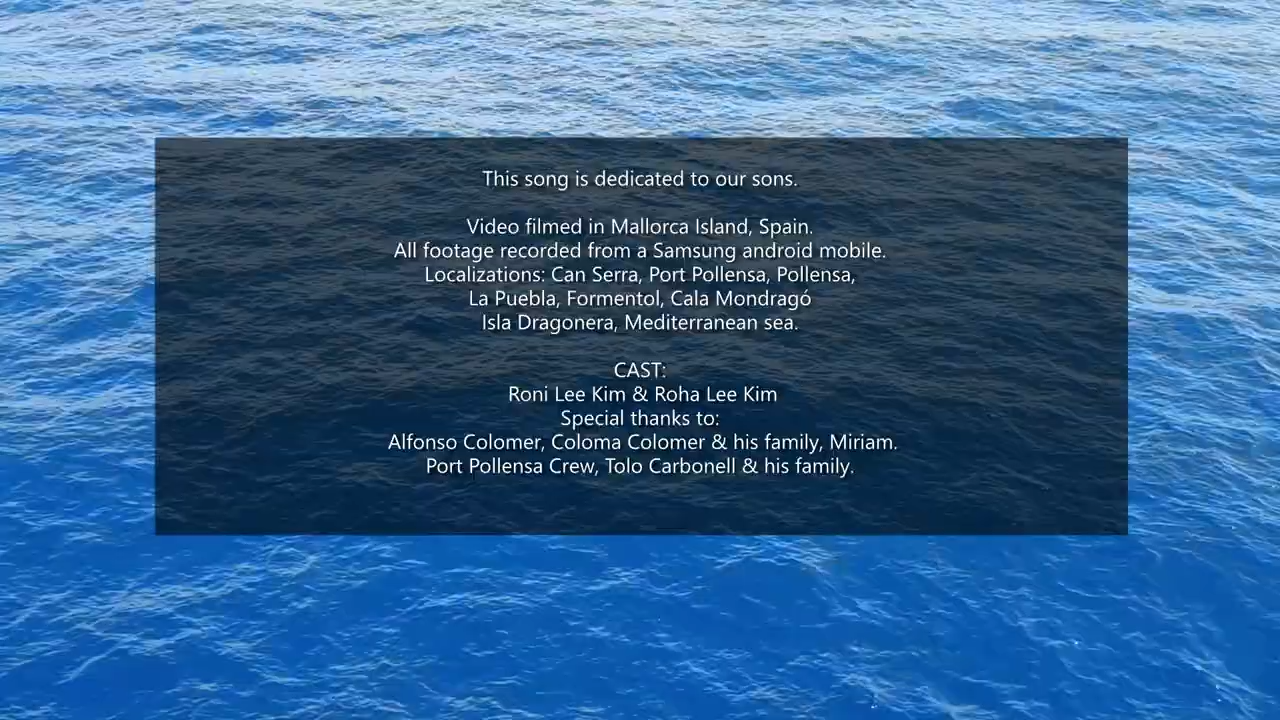 This song is dedicated to our sons.
Video filmed in Mallorca Island, Spain.
All footage recorded from a Samsung android mobile.
Localizations: Can Serra, Port Pollensa, Pollensa,
La Puebla, Formentol, Cala Mondragó
Isla Dragonera, Mediterranean sea.
CAST:
Roni Lee Kim & Roha Lee Kim
Special thanks to:
Alfonso Colomer, Coloma Colomer & his family, Miriam.
Port Pollensa Crew, Tolo Carbonell & his family.